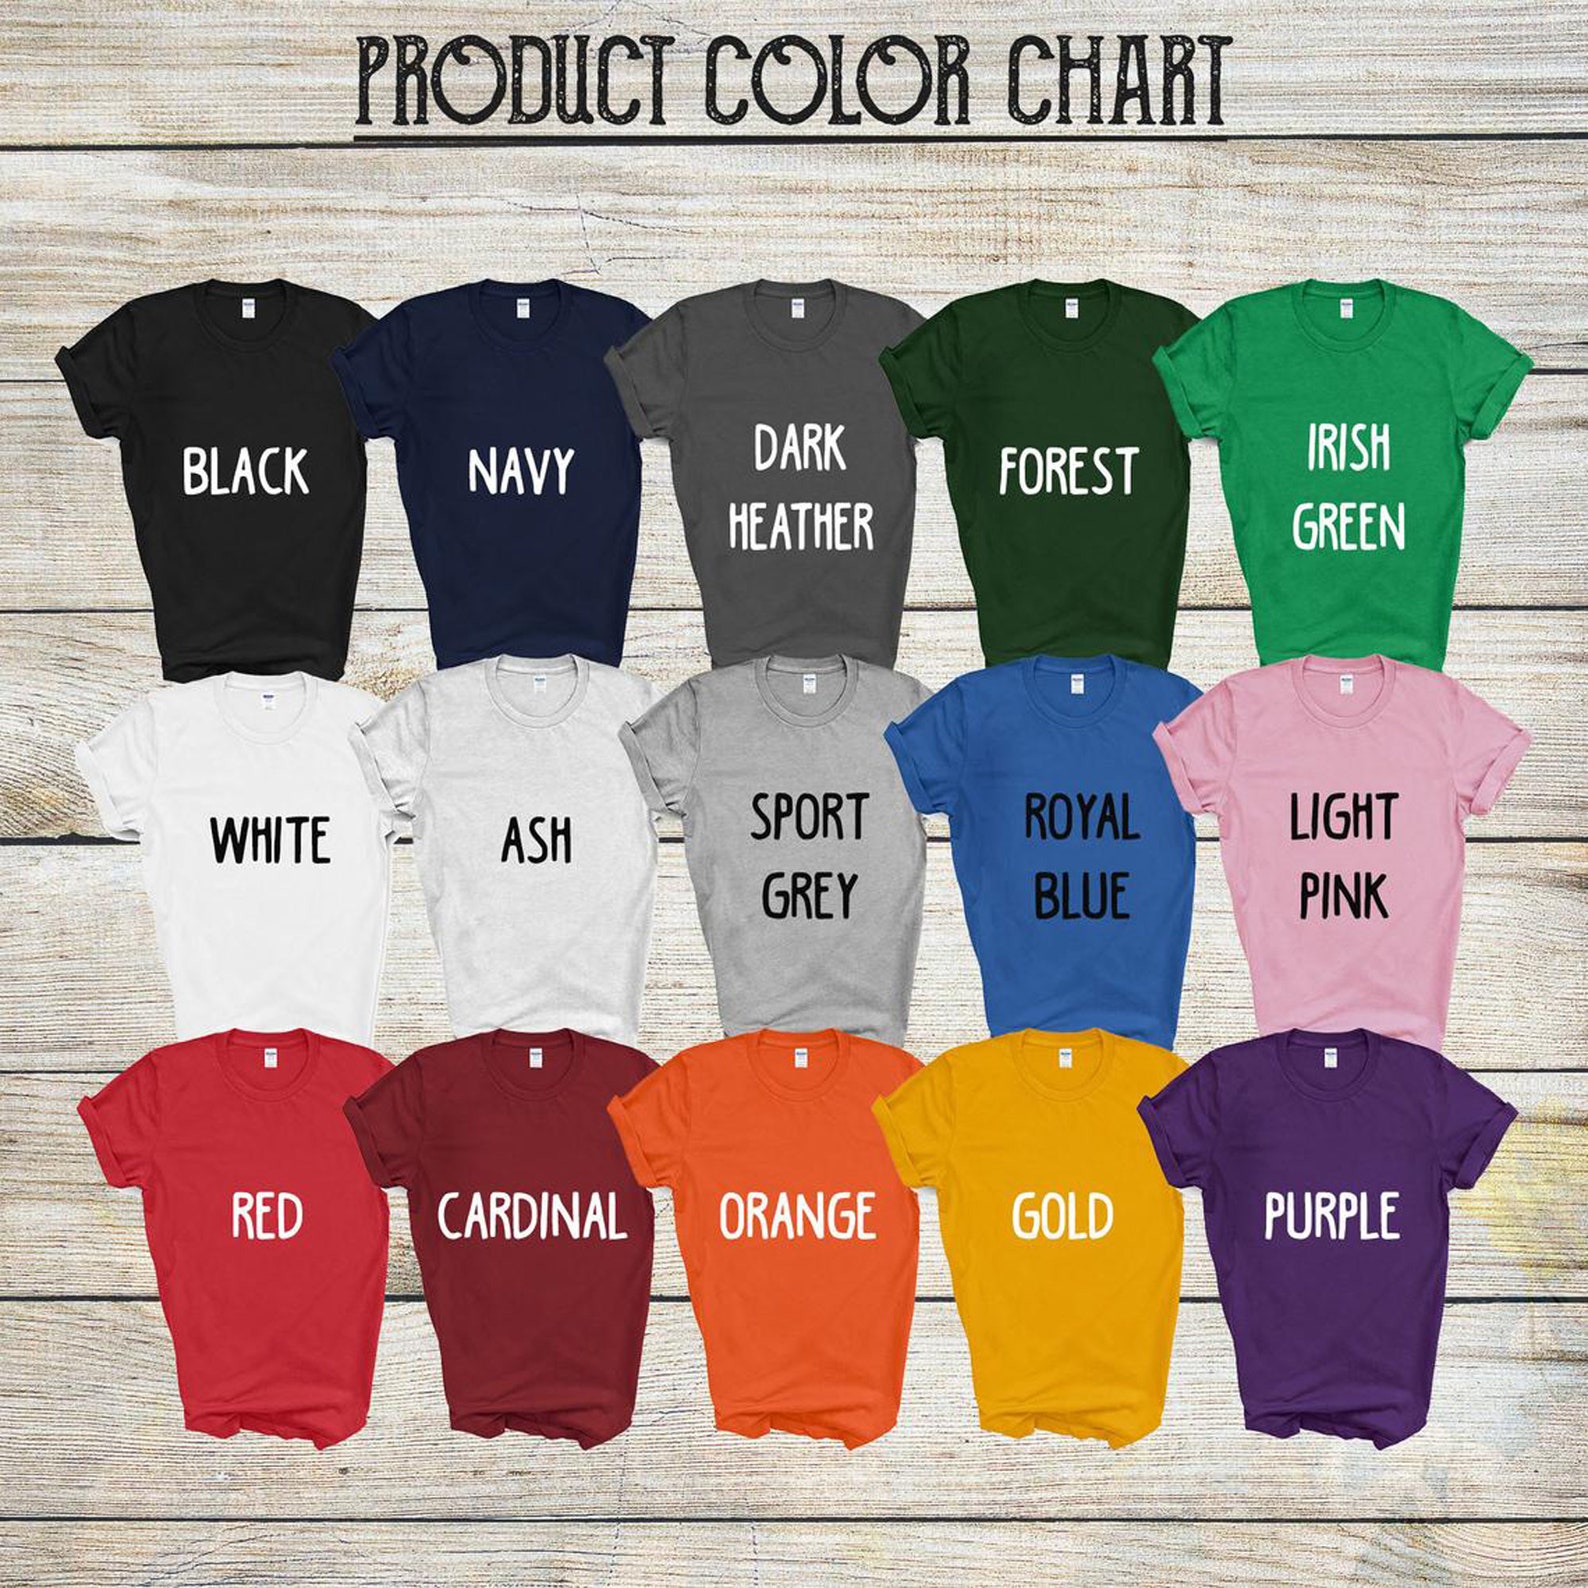 PRODUCT COLOR CHART
BLACK
NAVY
DARK
HEATHER
FOREST
IRISH
GREEN
WHITE
ASH
SPORT
GREY
ROYAL
BLUE
LIGHT
PINK
RED
CARDINAL
ORANGE
GOLD
PURPLE